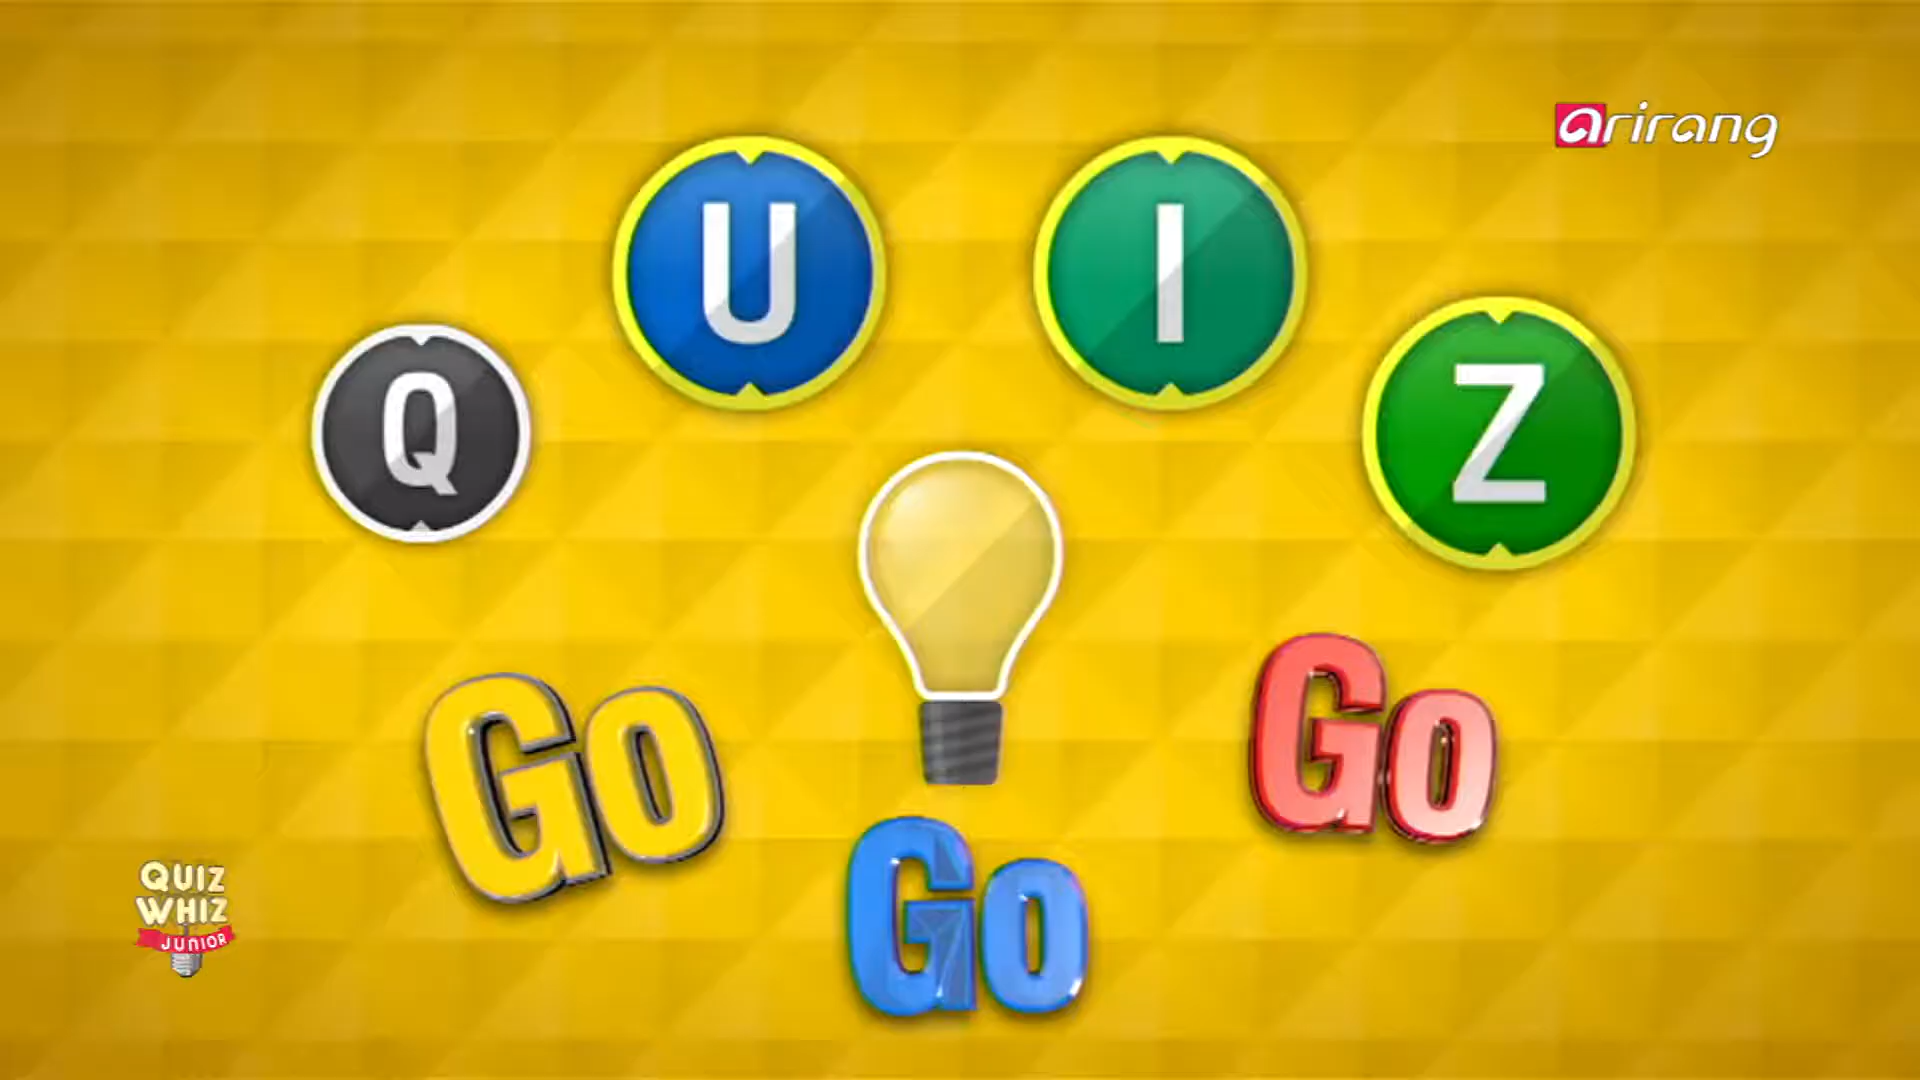 arirang
Q U I Z
Go Go Go
QUIZ
WHIZ
JUNIOR